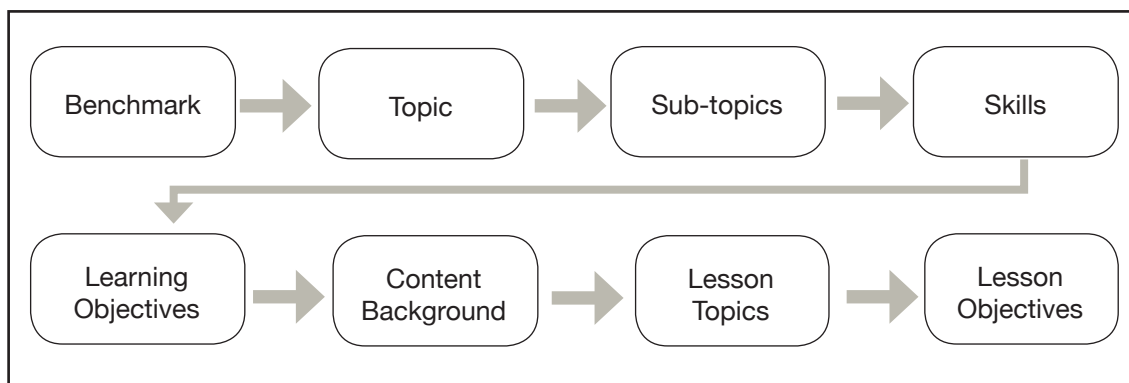 Benchmark
Topic
Sub-topics
Skills
Learning
Objectives
Content
Background
Lesson
Topics
Lesson
Objectives